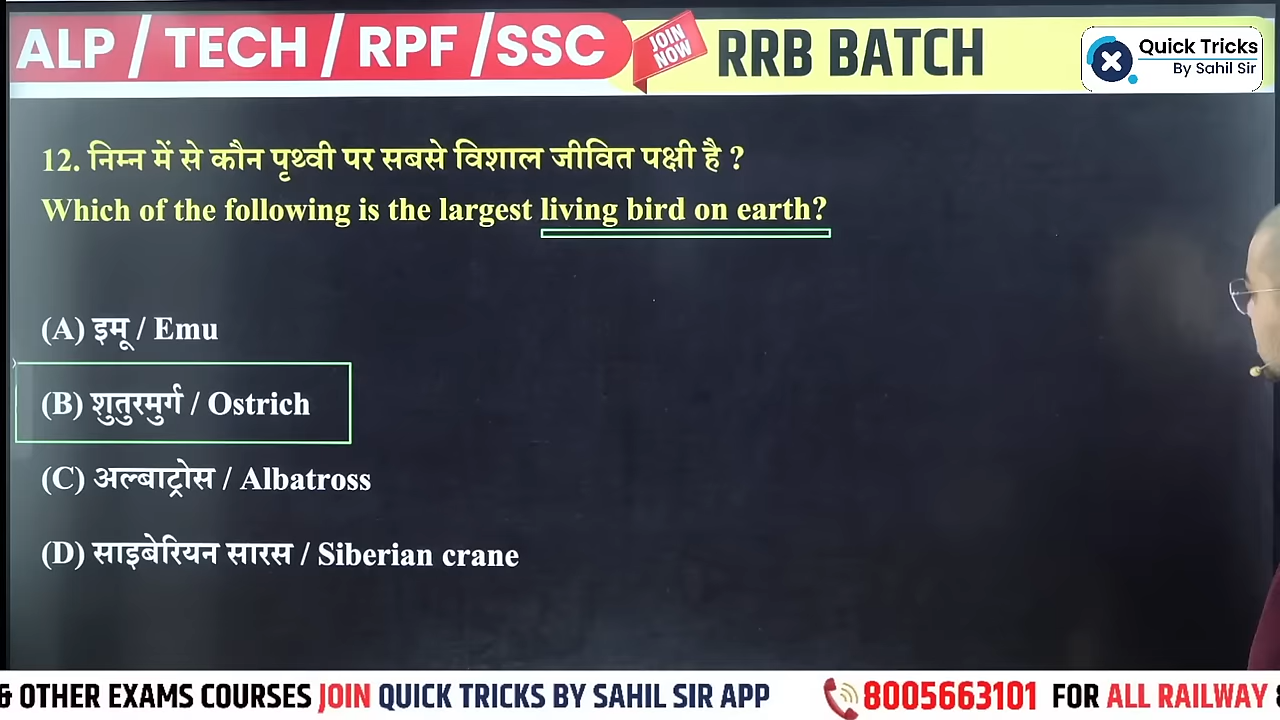 ALP / TECH / RPF / SSC
JOIN NOW
RRB BATCH
Quick Tricks
By Sahil Sir
12. निम्न में से कौन पृथ्वी पर सबसे विशाल जीवित पक्षी है ?
Which of the following is the largest living bird on earth?
(A) इमू / Emu
(B) शुतुरमुर्ग / Ostrich
(C) अल्बाट्रोस / Albatross
(D) साइबेरियन सारस / Siberian crane
& OTHER EXAMS COURSES JOIN QUICK TRICKS BY SAHIL SIR APP 8005663101 FOR ALL RAILWAY &